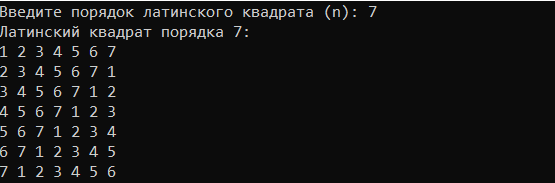 Введите порядок латинского квадрата (n): 7
Латинский квадрат порядка 7:
1 2 3 4 5 6 7
2 3 4 5 6 7 1
3 4 5 6 7 1 2
4 5 6 7 1 2 3
5 6 7 1 2 3 4
6 7 1 2 3 4 5
7 1 2 3 4 5 6